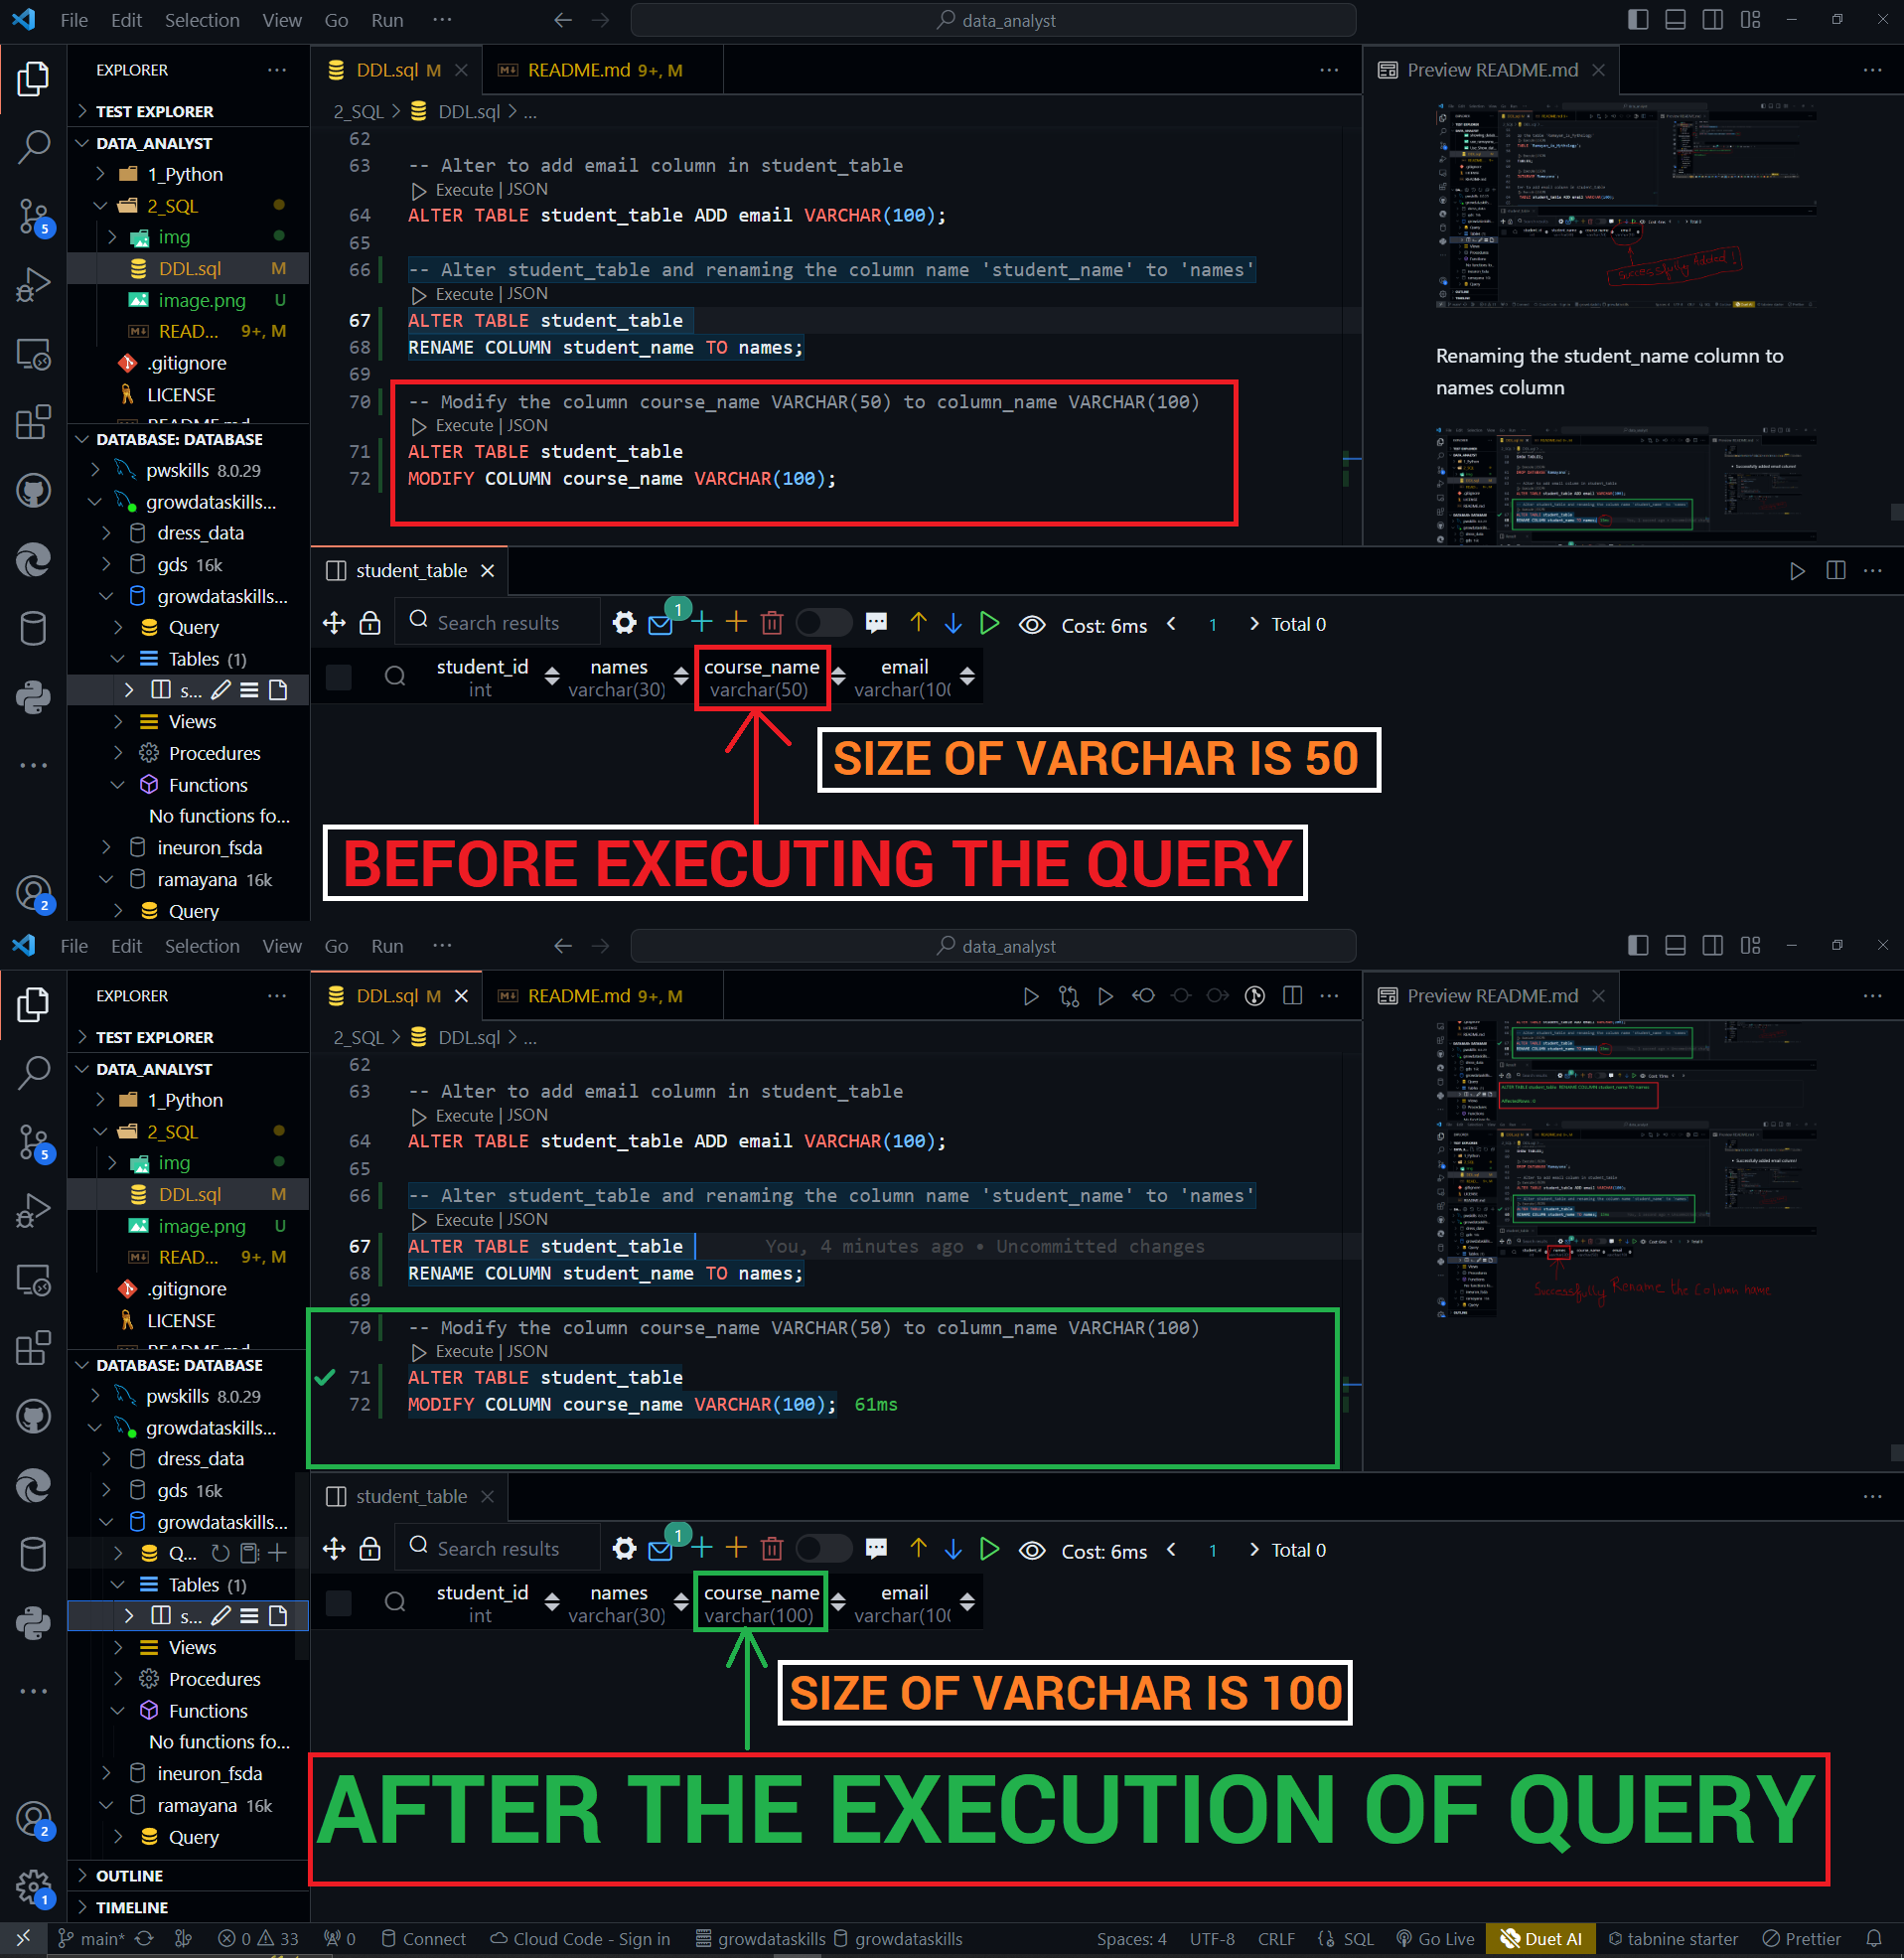 File Edit Selection View Go Run ... data_analyst
EXPLORER ...
DDL.sql M
README.md 9+, M
Preview README.md
TEST EXPLORER
2_SQL > DDL.sql > ...
DATA_ANALYST
1_Python
2_SQL
img
DDL.sql M
image.png U
READ... 9+, M
.gitignore
LICENSE
DATABASE: DATABASE
pwskills 8.0.29
growdataskills...
dress_data
gds 16k
growdataskills...
Query
Tables (1)
s...
Views
Procedures
Functions
No functions fo...
ineuron_fsda
ramayana 16k
Query
62
63 -- Alter to add email column in student_table
Execute | JSON
64 ALTER TABLE student_table ADD email VARCHAR(100);
65
66 -- Alter student_table and renaming the column name 'student_name' to 'names'
Execute | JSON
67 ALTER TABLE student_table
68 RENAME COLUMN student_name TO names;
69
70 -- Modify the column course_name VARCHAR(50) to column_name VARCHAR(100)
Execute | JSON
71 ALTER TABLE student_table
72 MODIFY COLUMN course_name VARCHAR(100);
Successfully Added !
Renaming the student_name column to
names column
student_table
Search results 1 Cost: 6ms < 1 > Total 0
student_id names course_name email
int varchar(30) varchar(50) varchar(10
SIZE OF VARCHAR IS 50
BEFORE EXECUTING THE QUERY
File Edit Selection View Go Run ... data_analyst
EXPLORER ...
DDL.sql M
README.md 9+, M
Preview README.md
TEST EXPLORER
2_SQL > DDL.sql > ...
DATA_ANALYST
1_Python
2_SQL
img
DDL.sql M
image.png U
READ... 9+, M
.gitignore
LICENSE
DATABASE: DATABASE
pwskills 8.0.29
growdataskills...
dress_data
gds 16k
growdataskills...
Q...
Tables (1)
s...
Views
Procedures
Functions
No functions fo...
ineuron_fsda
ramayana 16k
Query
OUTLINE
TIMELINE
62
63 -- Alter to add email column in student_table
Execute | JSON
64 ALTER TABLE student_table ADD email VARCHAR(100);
65
66 -- Alter student_table and renaming the column name 'student_name' to 'names'
Execute | JSON
67 ALTER TABLE student_table You, 4 minutes ago • Uncommitted changes
68 RENAME COLUMN student_name TO names;
69
70 -- Modify the column course_name VARCHAR(50) to column_name VARCHAR(100)
Execute | JSON
71 ALTER TABLE student_table
72 MODIFY COLUMN course_name VARCHAR(100); 61ms
Successfully Rename the Column name
student_table
Search results 1 Cost: 6ms < 1 > Total 0
student_id names course_name email
int varchar(30) varchar(100) varchar(10
SIZE OF VARCHAR IS 100
AFTER THE EXECUTION OF QUERY
main* 0 33 0 Connect Cloud Code - Sign in growdataskills growdataskills Spaces: 4 UTF-8 CRLF SQL Go Live Duet AI tabnine starter Prettier